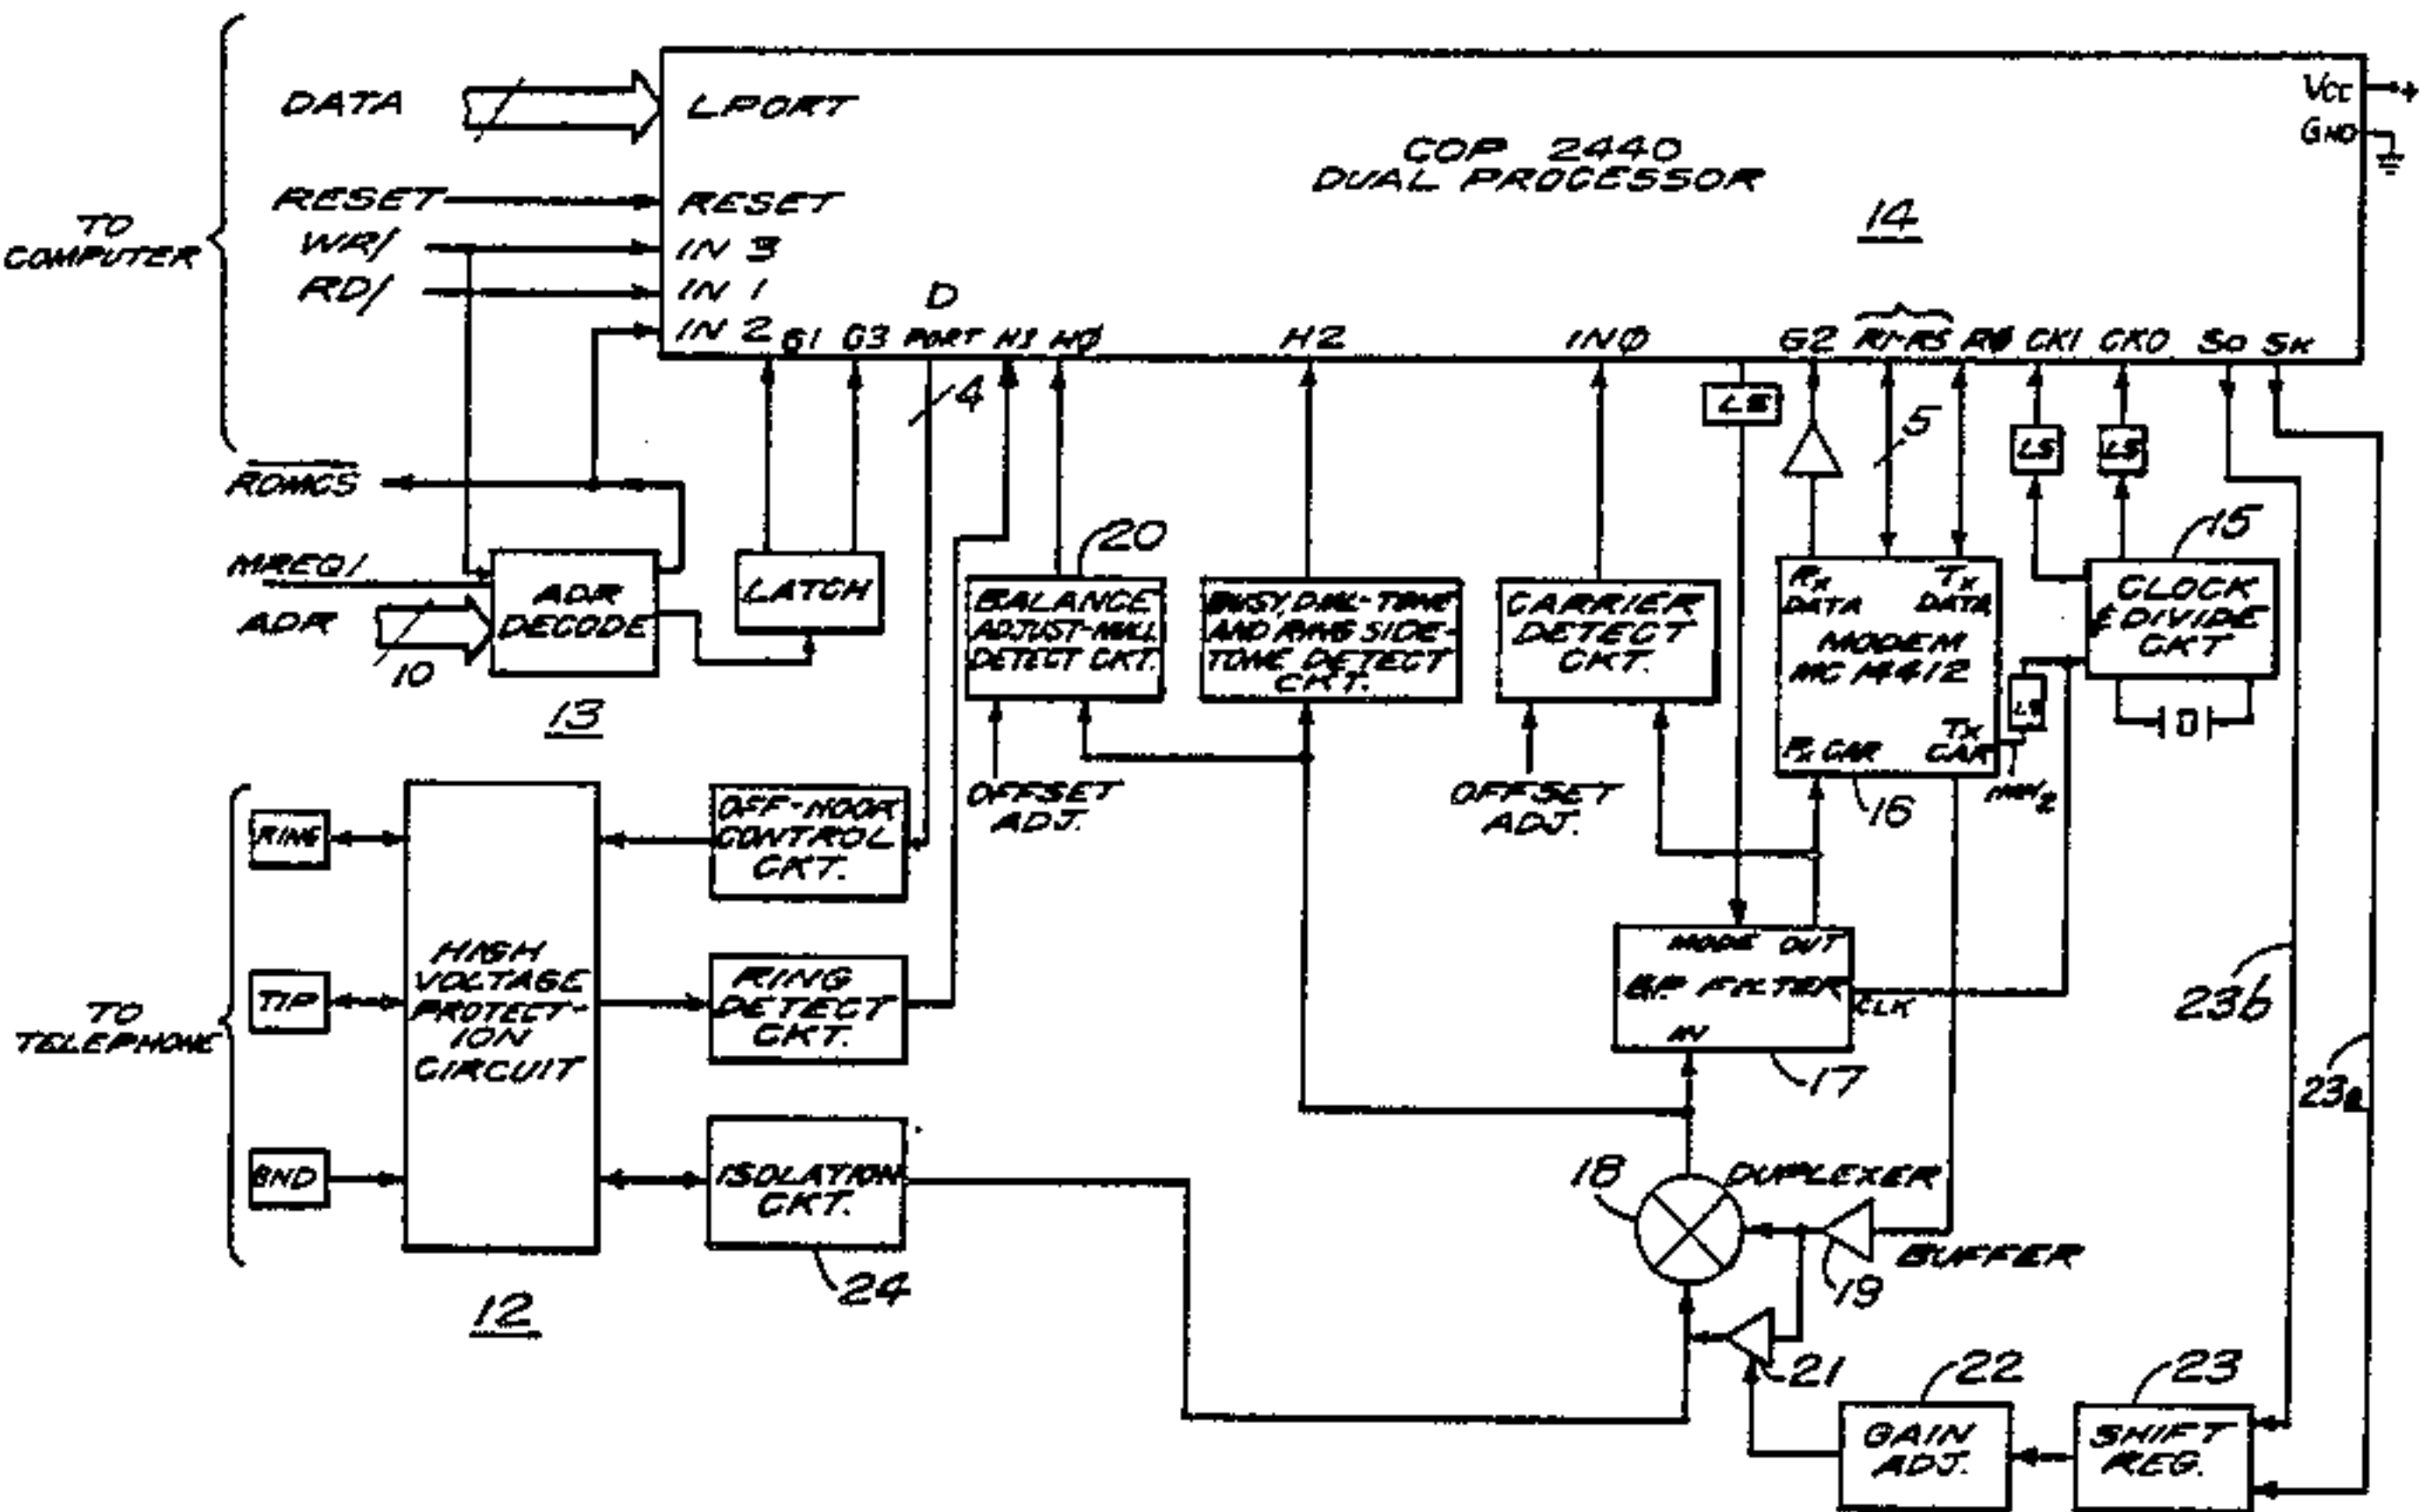 DATA
LPORT
VCC
+
GND
COP 2440
DUAL PROCESSOR
14
TO
COMPUTER
RESET
RESET
WR/
IN 3
RD/
IN 1
IN 2
G1
G3
D
PORT
H3
HØ
H2
INØ
G2
R1-R5
RØ
CK1
CKO
SO
SK
4
LS
5
LS
LS
ROMCS
MREQ/
ADR
10
ADR
DECODE
13
LATCH
20
BALANCE
ADJUST-NULL
DETECT CKT.
BUSY, DIAL-TONE
AND RING SIDE-
TONE DETECT
CKT.
CARRIER
DETECT
CKT.
RX
DATA
TX
DATA
MODEM
MC 14412
RX CAR
TX
CAR
16
LS
15
CLOCK
& DIVIDE
CKT
OFFSET
ADJ.
OFFSET
ADJ.
TO
TELEPHONE
RING
TIP
GND
HIGH
VOLTAGE
PROTECT-
ION
CIRCUIT
12
OFF-HOOK
CONTROL
CKT.
RING
DETECT
CKT.
ISOLATION
CKT.
24
MODE OUT
B.P. FILTER
CLK
IN
17
23b
23a
18
DUPLEXER
19
BUFFER
21
22
GAIN
ADJ.
23
SHIFT
REG.